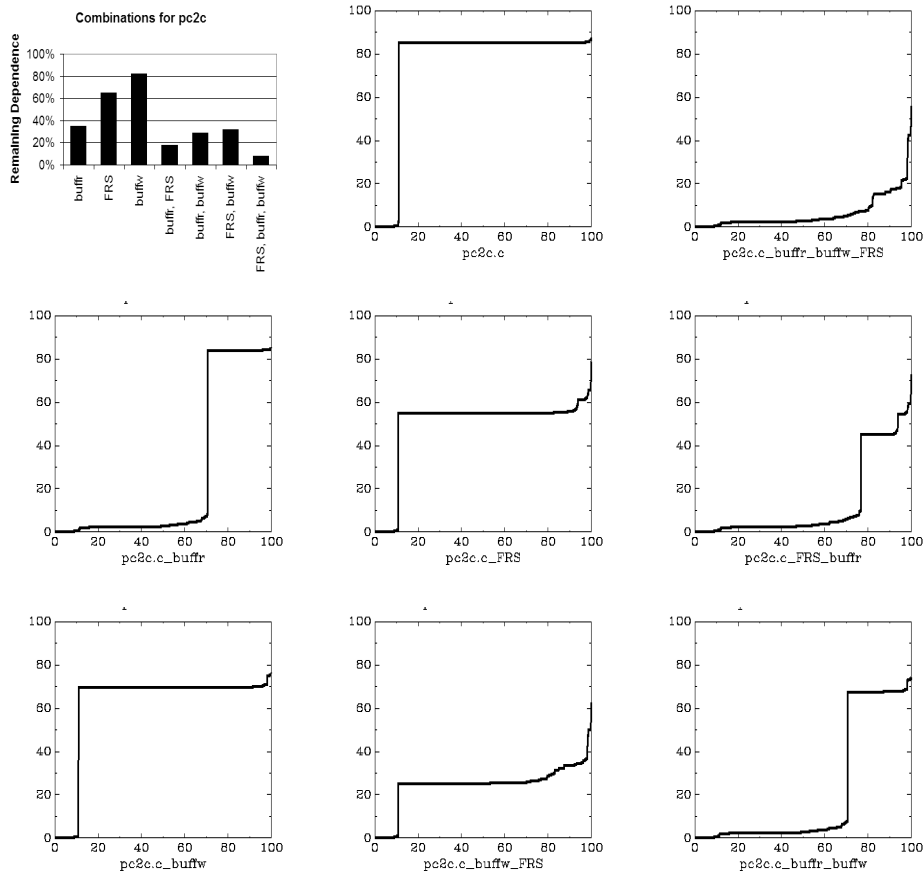 Combinations for pc2c
Remaining Dependence
100%
80%
60%
40%
20%
0%
buffr
FRS
buffw
buffr, FRS
buffr, buffw
FRS, buffw
FRS, buffr, buffw
100
80
60
40
20
0
0 20 40 60 80 100
pc2c.c
100
80
60
40
20
0
0 20 40 60 80 100
pc2c.c_buffr_buffw_FRS
100
80
60
40
20
0
0 20 40 60 80 100
pc2c.c_buffr
100
80
60
40
20
0
0 20 40 60 80 100
pc2c.c_FRS
100
80
60
40
20
0
0 20 40 60 80 100
pc2c.c_FRS_buffr
100
80
60
40
20
0
0 20 40 60 80 100
pc2c.c_buffw
100
80
60
40
20
0
0 20 40 60 80 100
pc2c.c_buffw_FRS
100
80
60
40
20
0
0 20 40 60 80 100
pc2c.c_buffr_buffw